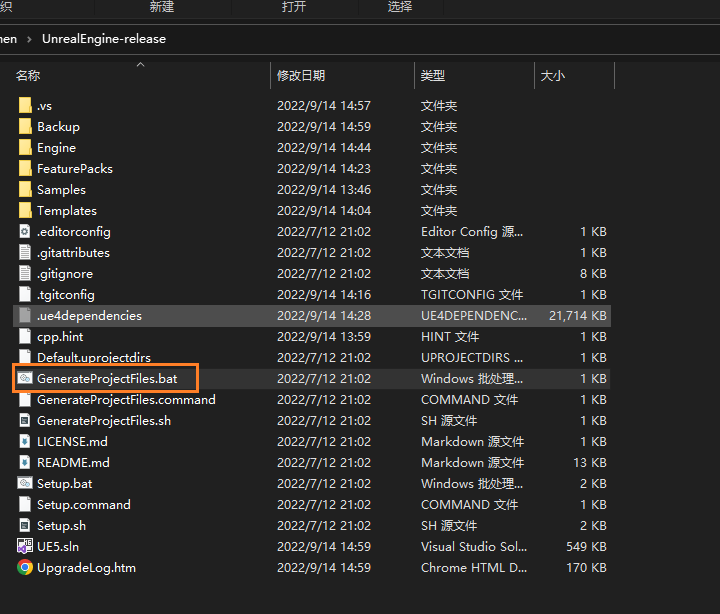 织 新建 打开 选择
men › UnrealEngine-release
名称 修改日期 类型 大小
.vs 2022/9/14 14:57 文件夹
Backup 2022/9/14 14:59 文件夹
Engine 2022/9/14 14:44 文件夹
FeaturePacks 2022/9/14 14:23 文件夹
Samples 2022/9/14 13:46 文件夹
Templates 2022/9/14 14:04 文件夹
.editorconfig 2022/7/12 21:02 Editor Config 源... 1 KB
.gitattributes 2022/7/12 21:02 文本文档 1 KB
.gitignore 2022/7/12 21:02 文本文档 8 KB
.tgitconfig 2022/9/14 14:16 TGITCONFIG 文件 1 KB
.ue4dependencies 2022/9/14 14:28 UE4DEPENDENC... 21,714 KB
cpp.hint 2022/9/14 13:59 HINT 文件 1 KB
Default.uprojectdirs 2022/7/12 21:02 UPROJECTDIRS ... 1 KB
GenerateProjectFiles.bat 2022/7/12 21:02 Windows 批处理... 1 KB
GenerateProjectFiles.command 2022/7/12 21:02 COMMAND 文件 1 KB
GenerateProjectFiles.sh 2022/7/12 21:02 SH 源文件 1 KB
LICENSE.md 2022/7/12 21:02 Markdown 源文件 1 KB
README.md 2022/7/12 21:02 Markdown 源文件 13 KB
Setup.bat 2022/7/12 21:02 Windows 批处理... 2 KB
Setup.command 2022/7/12 21:02 COMMAND 文件 1 KB
Setup.sh 2022/7/12 21:02 SH 源文件 2 KB
UE5.sln 2022/9/14 14:59 Visual Studio Sol... 549 KB
UpgradeLog.htm 2022/9/14 14:59 Chrome HTML D... 170 KB